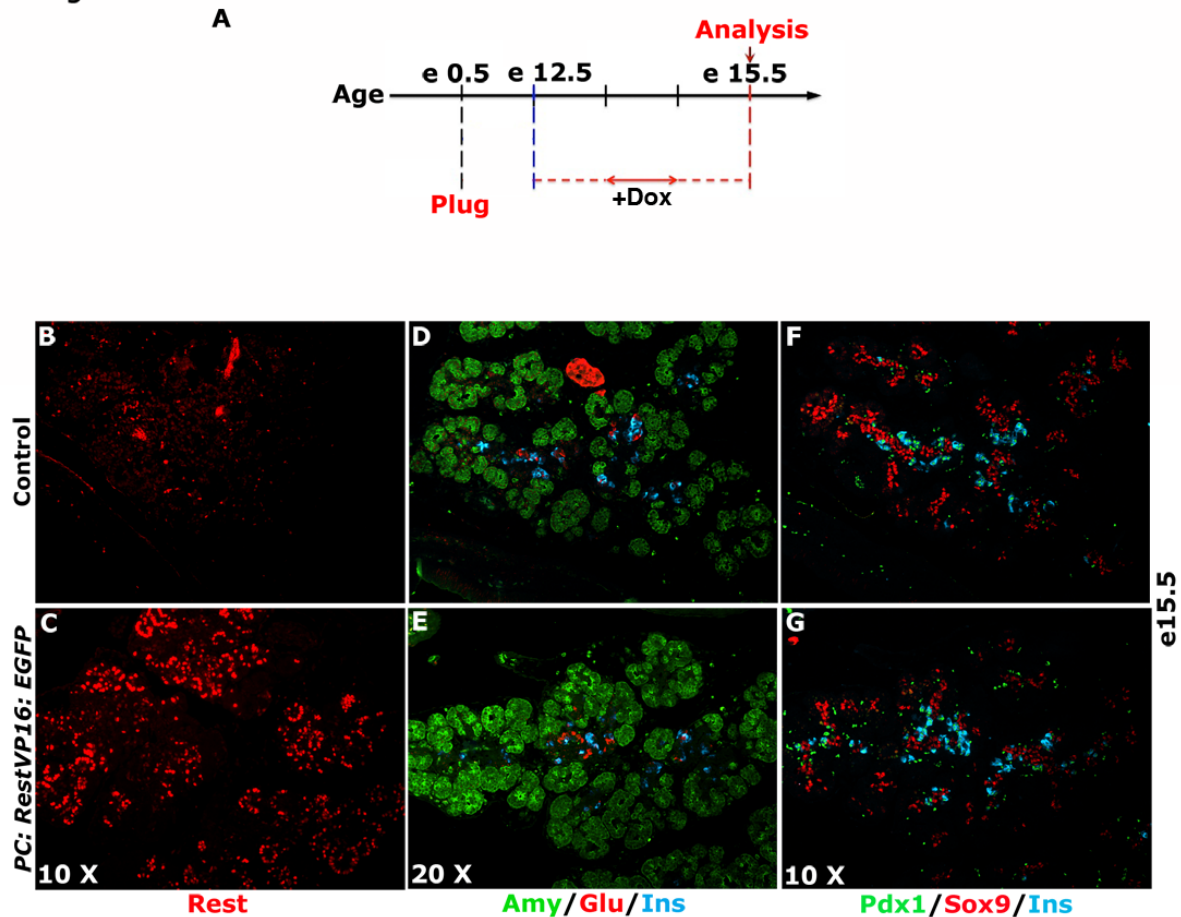 A
Analysis
e 0.5 e 12.5 e 15.5
Age
+Dox
Plug
B D F
Control
C E G
PC: RestVP16: EGFP
e15.5
10 X 20 X 10 X
Rest Amy/Glu/Ins Pdx1/Sox9/Ins